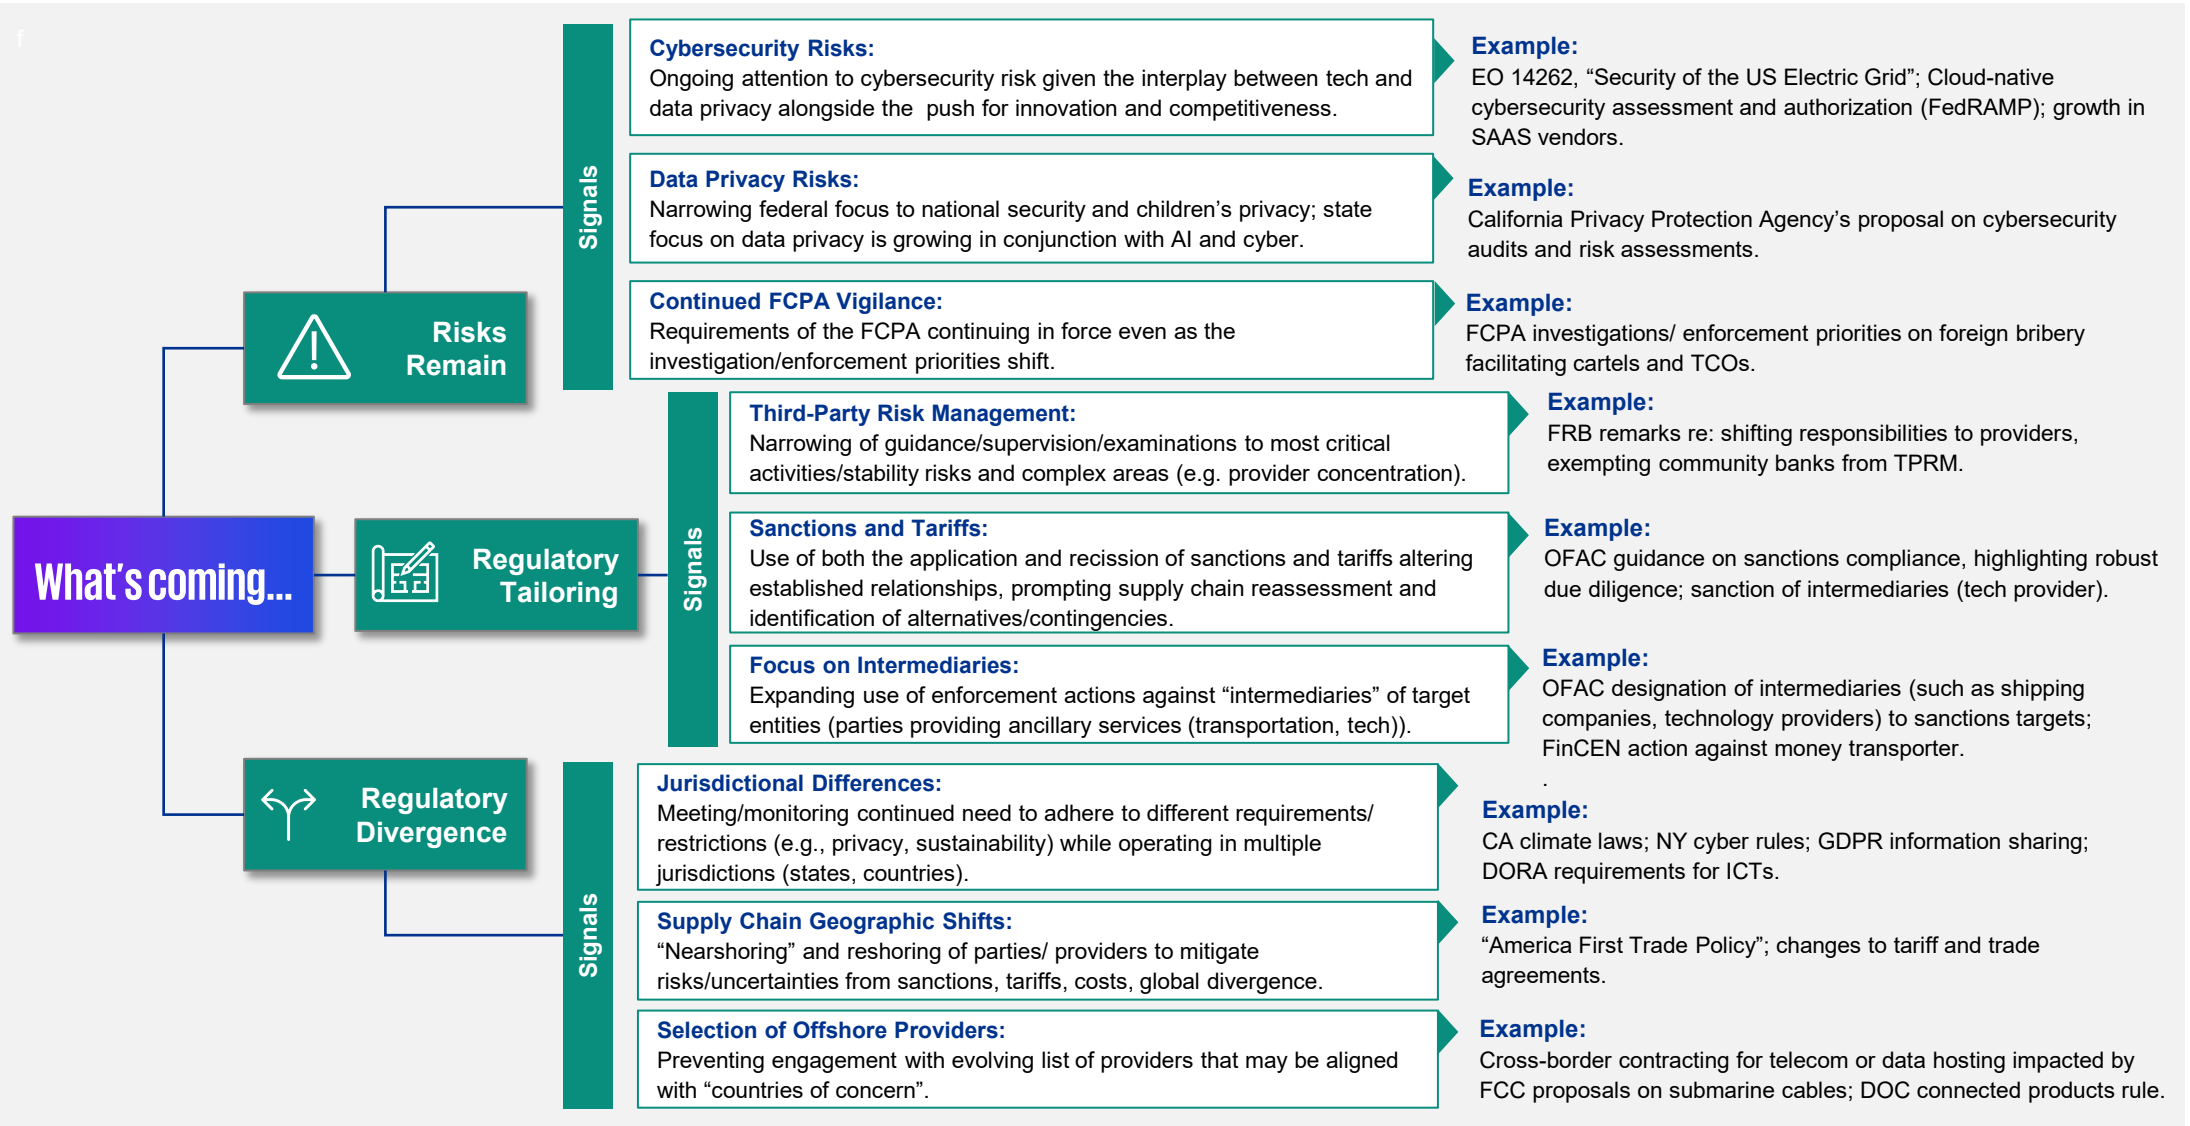 f
What's coming...
Risks
Remain
Signals
Cybersecurity Risks:
Ongoing attention to cybersecurity risk given the interplay between tech and
data privacy alongside the  push for innovation and competitiveness.
Example:
EO 14262, “Security of the US Electric Grid”; Cloud-native
cybersecurity assessment and authorization (FedRAMP); growth in
SAAS vendors.
Data Privacy Risks:
Narrowing federal focus to national security and children’s privacy; state
focus on data privacy is growing in conjunction with AI and cyber.
Example:
California Privacy Protection Agency’s proposal on cybersecurity
audits and risk assessments.
Continued FCPA Vigilance:
Requirements of the FCPA continuing in force even as the
investigation/enforcement priorities shift.
Example:
FCPA investigations/ enforcement priorities on foreign bribery
facilitating cartels and TCOs.
Regulatory
Tailoring
Signals
Third-Party Risk Management:
Narrowing of guidance/supervision/examinations to most critical
activities/stability risks and complex areas (e.g. provider concentration).
Example:
FRB remarks re: shifting responsibilities to providers,
exempting community banks from TPRM.
Sanctions and Tariffs:
Use of both the application and recission of sanctions and tariffs altering
established relationships, prompting supply chain reassessment and
identification of alternatives/contingencies.
Example:
OFAC guidance on sanctions compliance, highlighting robust
due diligence; sanction of intermediaries (tech provider).
Focus on Intermediaries:
Expanding use of enforcement actions against “intermediaries” of target
entities (parties providing ancillary services (transportation, tech)).
Example:
OFAC designation of intermediaries (such as shipping
companies, technology providers) to sanctions targets;
FinCEN action against money transporter.
.
Regulatory
Divergence
Signals
Jurisdictional Differences:
Meeting/monitoring continued need to adhere to different requirements/
restrictions (e.g., privacy, sustainability) while operating in multiple
jurisdictions (states, countries).
Example:
CA climate laws; NY cyber rules; GDPR information sharing;
DORA requirements for ICTs.
Supply Chain Geographic Shifts:
“Nearshoring” and reshoring of parties/ providers to mitigate
risks/uncertainties from sanctions, tariffs, costs, global divergence.
Example:
“America First Trade Policy”; changes to tariff and trade
agreements.
Selection of Offshore Providers:
Preventing engagement with evolving list of providers that may be aligned
with “countries of concern”.
Example:
Cross-border contracting for telecom or data hosting impacted by
FCC proposals on submarine cables; DOC connected products rule.